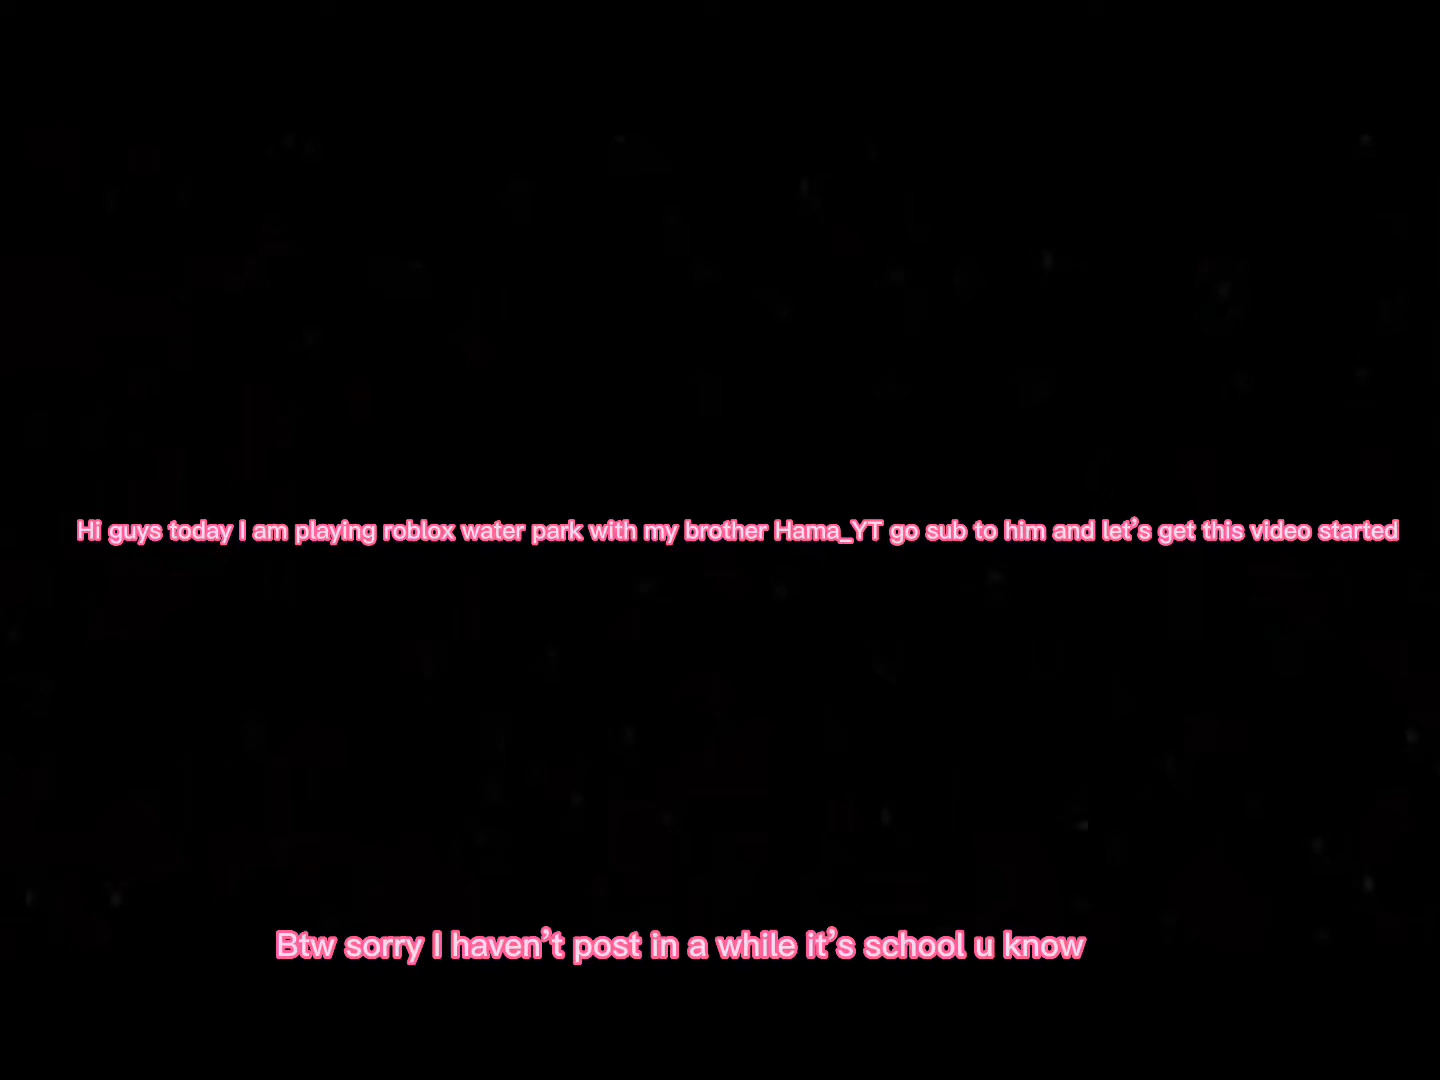 Hi guys today I am playing roblox water park with my brother Hama_YT go sub to him and let’s get this video started
Btw sorry I haven’t post in a while it’s school u know